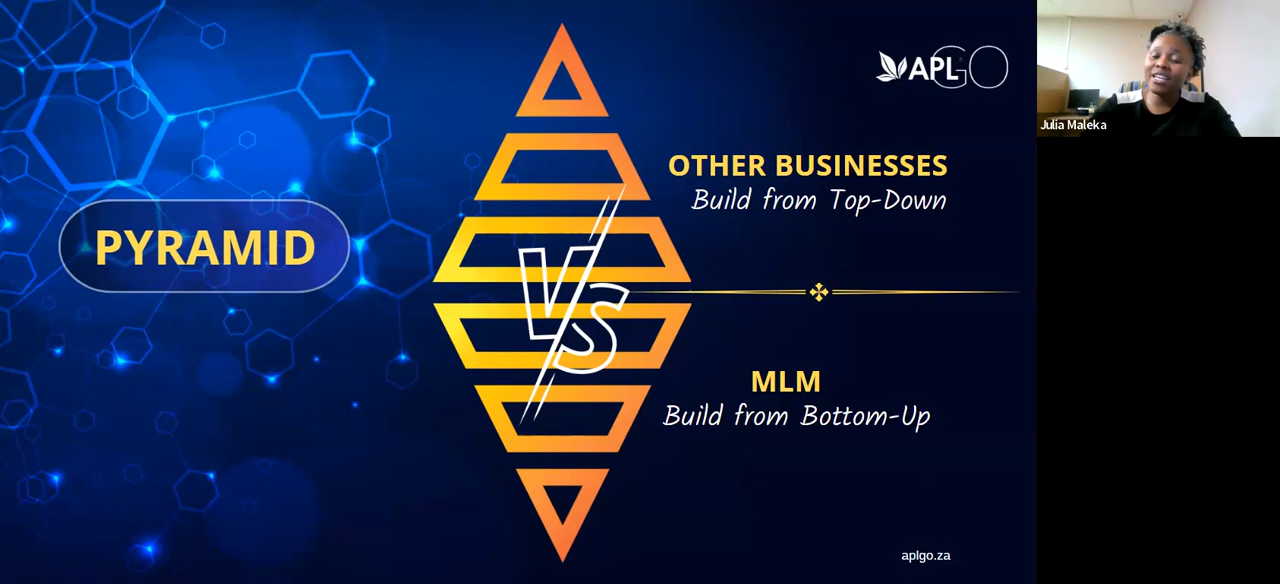 PYRAMID
VS
APLGO
OTHER BUSINESSES
Build from Top-Down
MLM
Build from Bottom-Up
aplgo.za
Julia Maleka